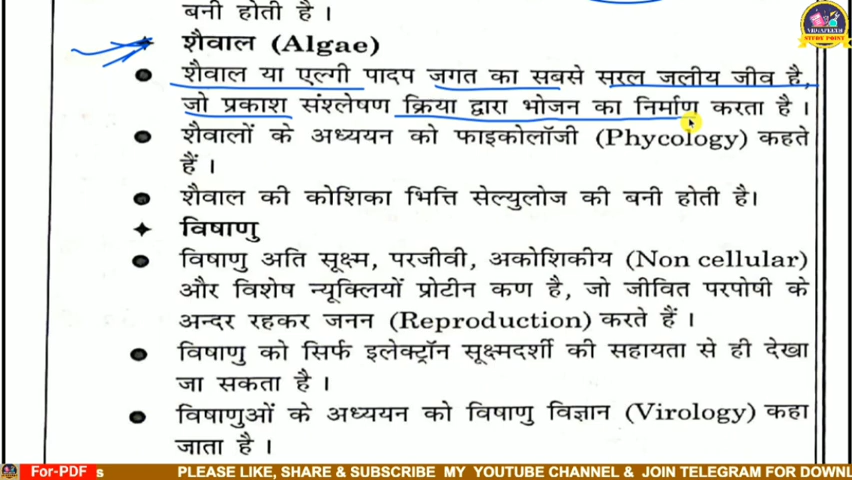 बनी होती है ।
शैवाल (Algae)
शैवाल या एल्गी पादप जगत का सबसे सरल जलीय जीव है,
जो प्रकाश संश्लेषण क्रिया द्वारा भोजन का निर्माण करता है ।
शैवालों के अध्ययन को फाइकोलॉजी (Phycology) कहते
हैं ।
शैवाल की कोशिका भित्ति सेल्युलोज की बनी होती है।
विषाणु
विषाणु अति सूक्ष्म, परजीवी, अकोशिकीय (Non cellular)
और विशेष न्यूक्लियों प्रोटीन कण है, जो जीवित परपोपी के
अन्दर रहकर जनन (Reproduction) करते हैं ।
विषाणु को सिर्फ इलेक्ट्रॉन सूक्ष्मदर्शी की सहायता से ही देखा
जा सकता है ।
विषाणुओं के अध्ययन को विषाणु विज्ञान (Virology) कहा
जाता है ।
STUDY POINT
For-PDF s PLEASE LIKE, SHARE & SUBSCRIBE MY YOUTUBE CHANNEL & JOIN TELEGRAM FOR DOWNL